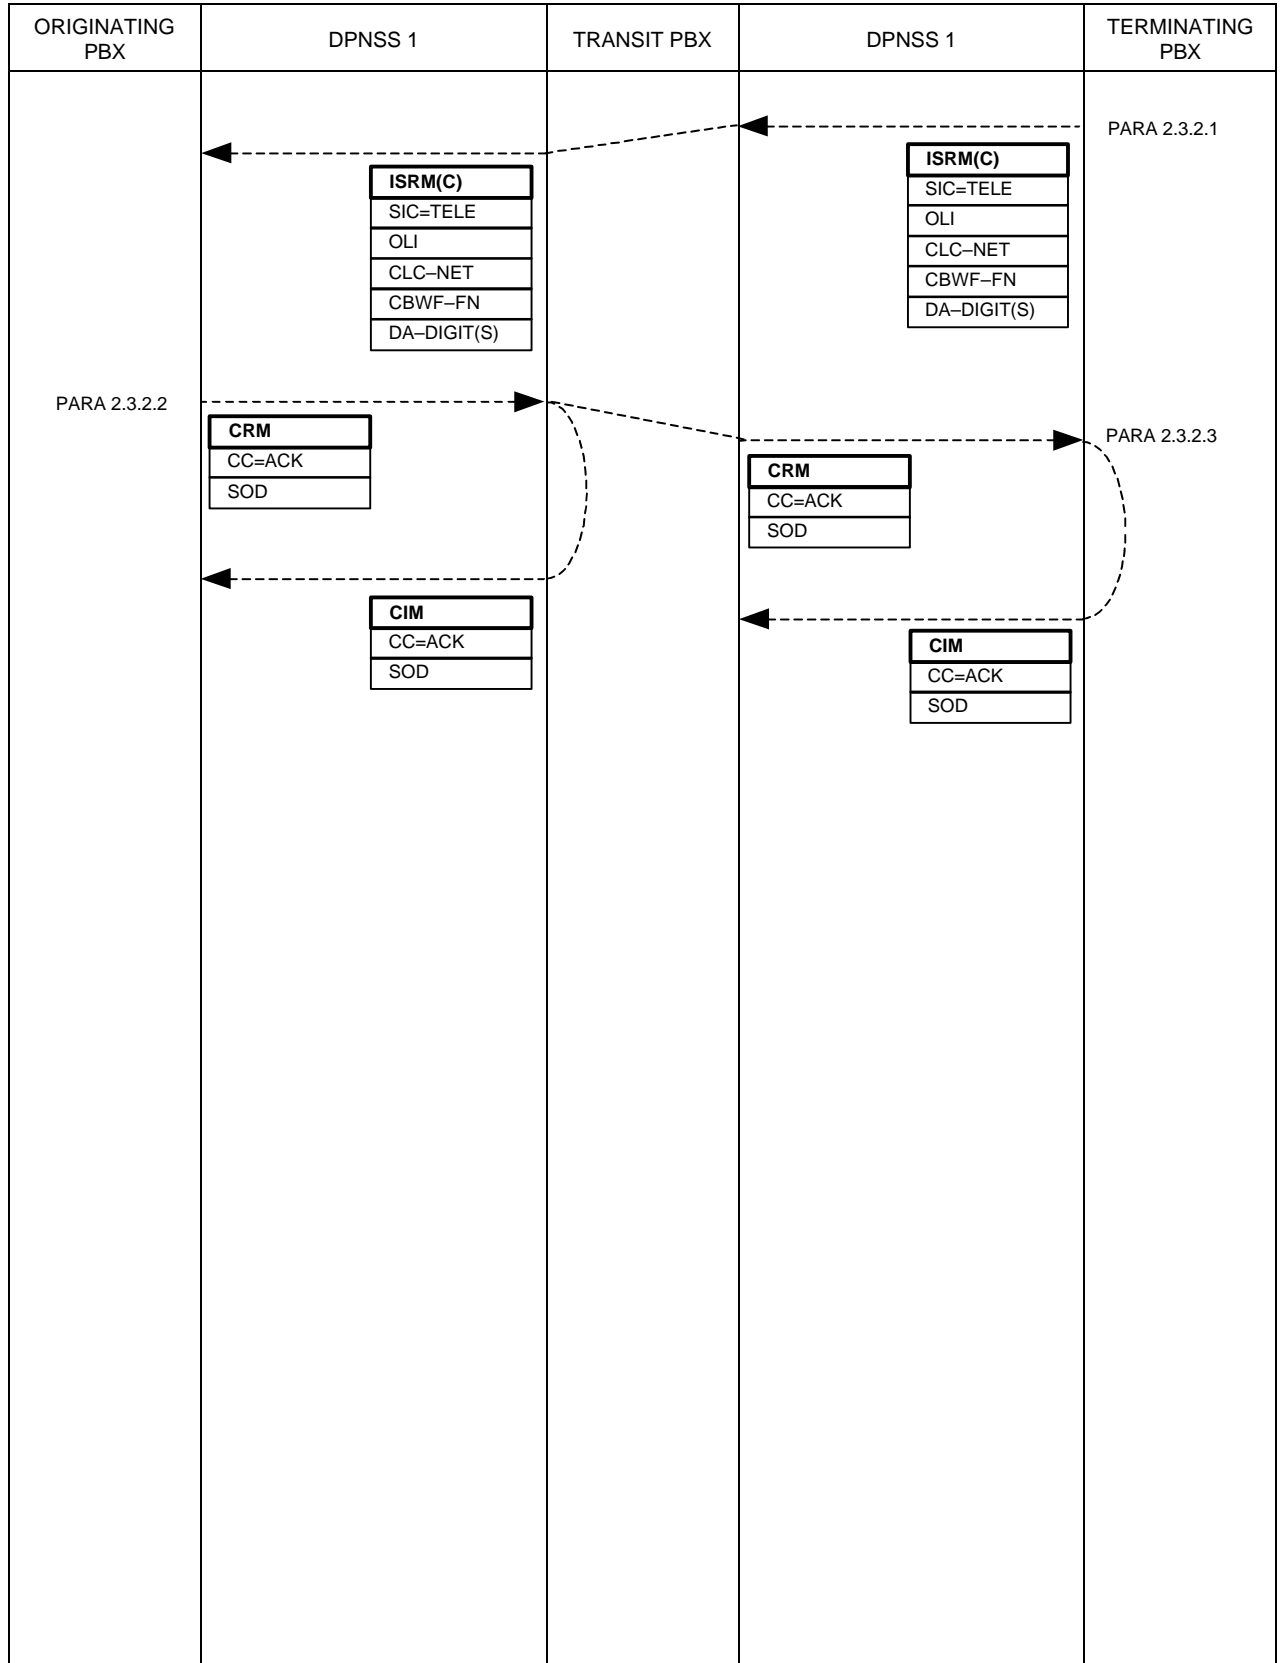 ORIGINATING
PBX
DPNSS 1
TRANSIT PBX
DPNSS 1
TERMINATING
PBX
PARA 2.3.2.1
ISRM(C)
SIC=TELE
OLI
CLC–NET
CBWF–FN
DA–DIGIT(S)
ISRM(C)
SIC=TELE
OLI
CLC–NET
CBWF–FN
DA–DIGIT(S)
PARA 2.3.2.2
CRM
CC=ACK
SOD
PARA 2.3.2.3
CRM
CC=ACK
SOD
CIM
CC=ACK
SOD
CIM
CC=ACK
SOD